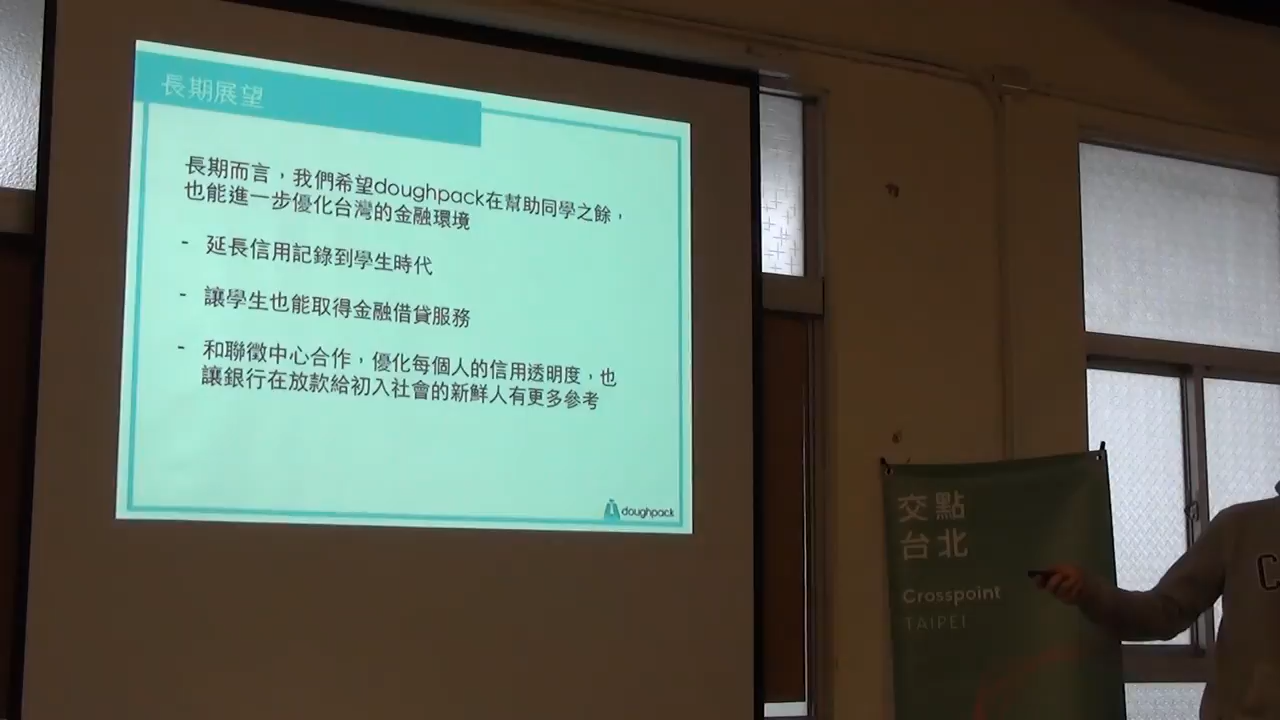 長期展望
長期而言，我們希望doughpack在幫助同學之餘，
也能進一步優化台灣的金融環境
- 延長信用記錄到學生時代
- 讓學生也能取得金融借貸服務
- 和聯徵中心合作，優化每個人的信用透明度，也
讓銀行在放款給初入社會的新鮮人有更多參考
doughpack
交點
台北
Crosspoint
TAIPEI
C